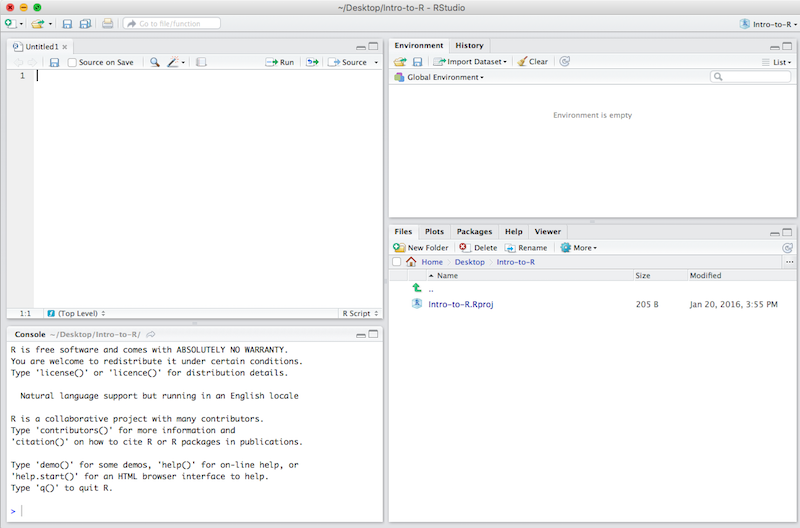 ~/Desktop/Intro-to-R - RStudio
Go to file/function
Intro-to-R
Untitled1
Source on Save
Run
Source
1
1:1
(Top Level)
R Script
Console ~/Desktop/Intro-to-R/
R is free software and comes with ABSOLUTELY NO WARRANTY.
You are welcome to redistribute it under certain conditions.
Type 'license()' or 'licence()' for distribution details.
Natural language support but running in an English locale
R is a collaborative project with many contributors.
Type 'contributors()' for more information and
'citation()' on how to cite R or R packages in publications.
Type 'demo()' for some demos, 'help()' for on-line help, or
'help.start()' for an HTML browser interface to help.
Type 'q()' to quit R.
>
Environment History
Import Dataset Clear List
Global Environment
Environment is empty
Files Plots Packages Help Viewer
New Folder Delete Rename More
Home Desktop Intro-to-R ...
Name Size Modified
..
Intro-to-R.Rproj 205 B Jan 20, 2016, 3:55 PM